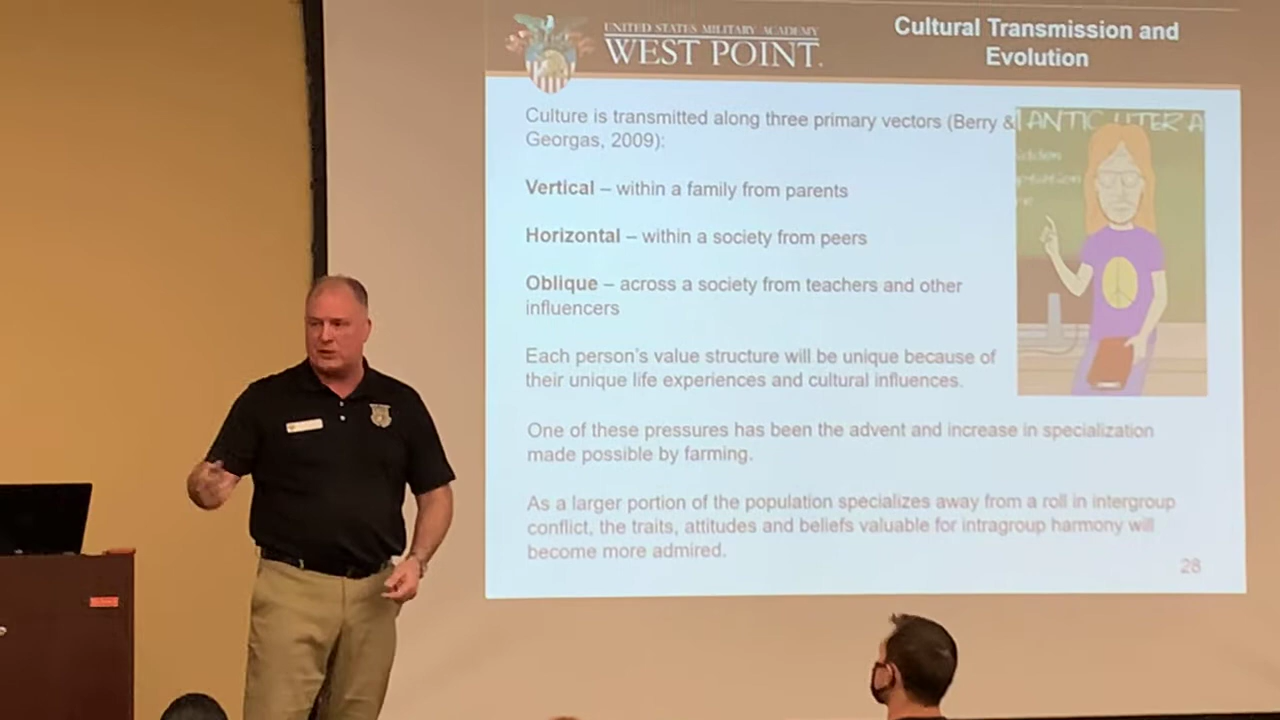 UNITED STATES MILITARY ACADEMY
WEST POINT.
Cultural Transmission and
Evolution
Culture is transmitted along three primary vectors (Berry &
Georgas, 2009):
ANTIC LITERA
Vertical – within a family from parents
Horizontal – within a society from peers
Oblique – across a society from teachers and other
influencers
Each person's value structure will be unique because of
their unique life experiences and cultural influences.
One of these pressures has been the advent and increase in specialization
made possible by farming.
As a larger portion of the population specializes away from a roll in intergroup
conflict, the traits, attitudes and beliefs valuable for intragroup harmony will
become more admired.
28